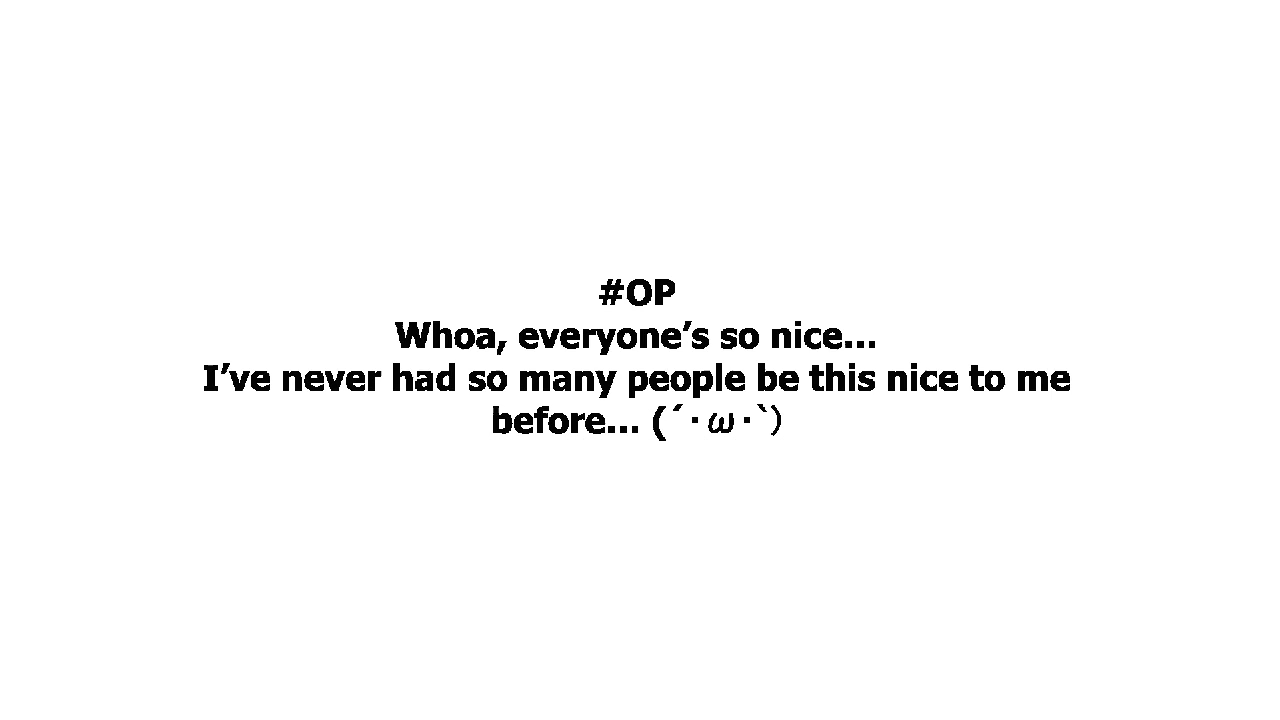 #OP
Whoa, everyone’s so nice…
I’ve never had so many people be this nice to me
before… (´・ω・`)